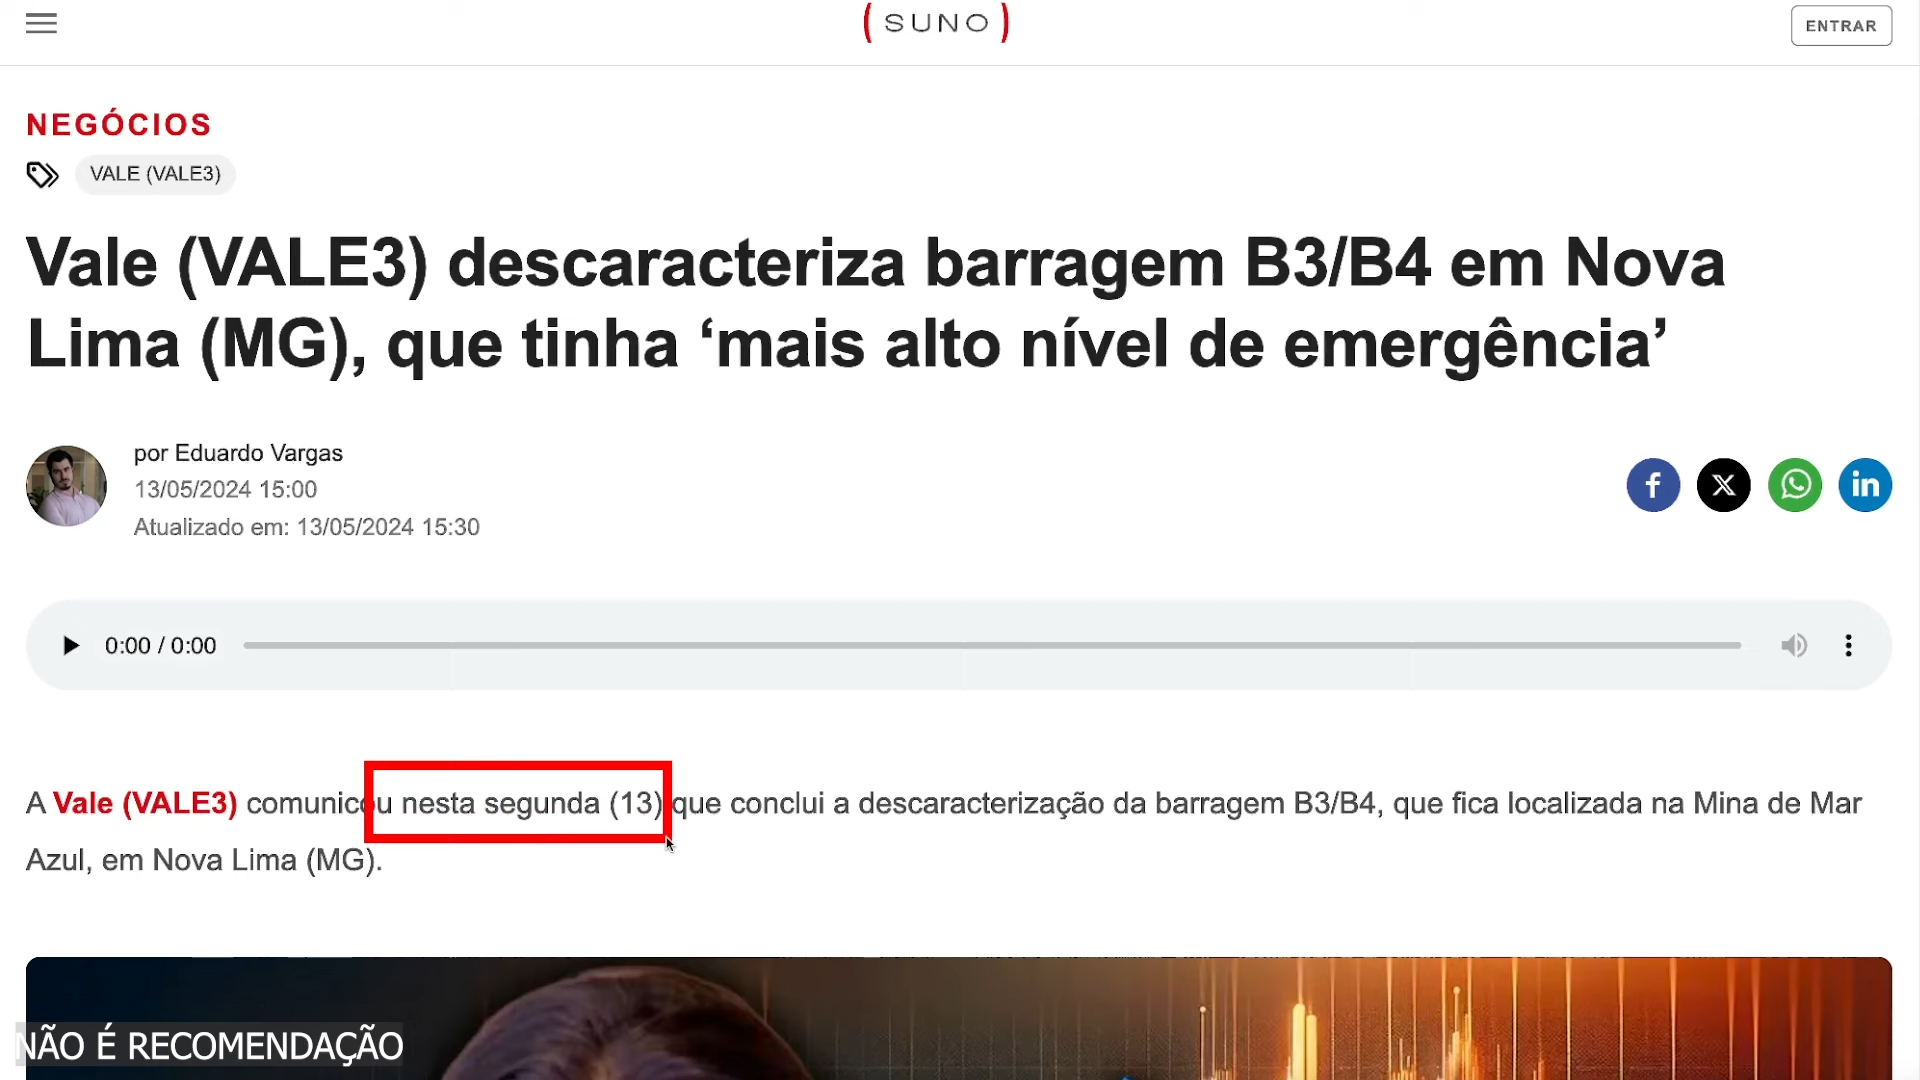 ( SUNO )
ENTRAR
NEGÓCIOS
VALE (VALE3)
Vale (VALE3) descaracteriza barragem B3/B4 em Nova
Lima (MG), que tinha ‘mais alto nível de emergência’
por Eduardo Vargas
13/05/2024 15:00
Atualizado em: 13/05/2024 15:30
0:00 / 0:00
A Vale (VALE3) comunicou nesta segunda (13) que conclui a descaracterização da barragem B3/B4, que fica localizada na Mina de Mar
Azul, em Nova Lima (MG).
NÃO É RECOMENDAÇÃO